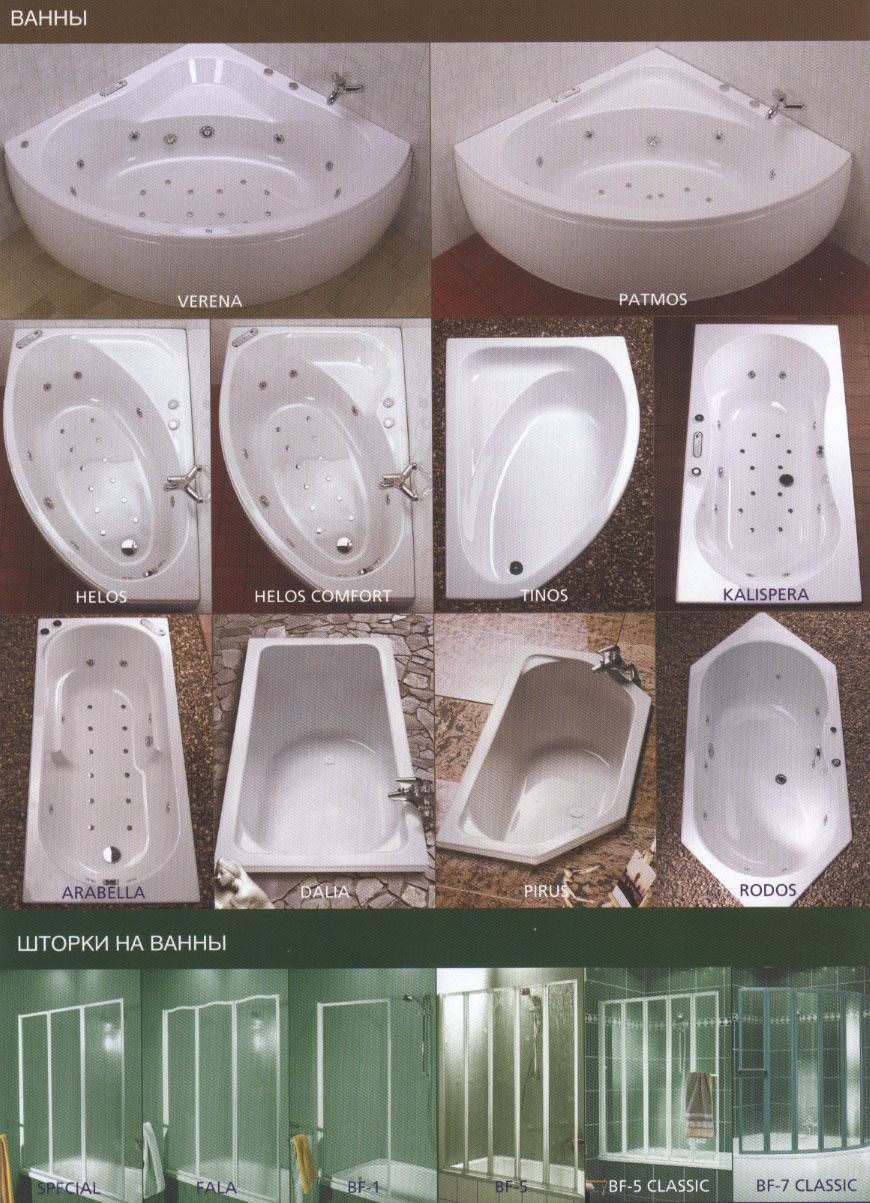 ВАННЫ
VERENA
PATMOS
HELOS
HELOS COMFORT
TINOS
KALISPERA
ARABELLA
DALIA
PIRUS
RODOS
ШТОРКИ НА ВАННЫ
SPECIAL
FALA
BF-1
BF-5
BF-5 CLASSIC
BF-7 CLASSIC